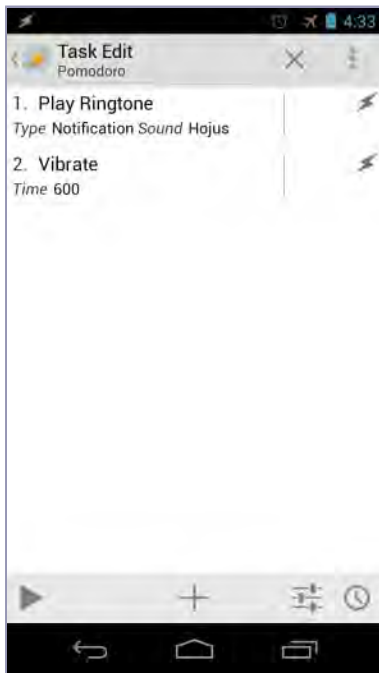 4:33
Task Edit
Pomodoro
1. Play Ringtone
Type Notification Sound Hojus
2. Vibrate
Time 600